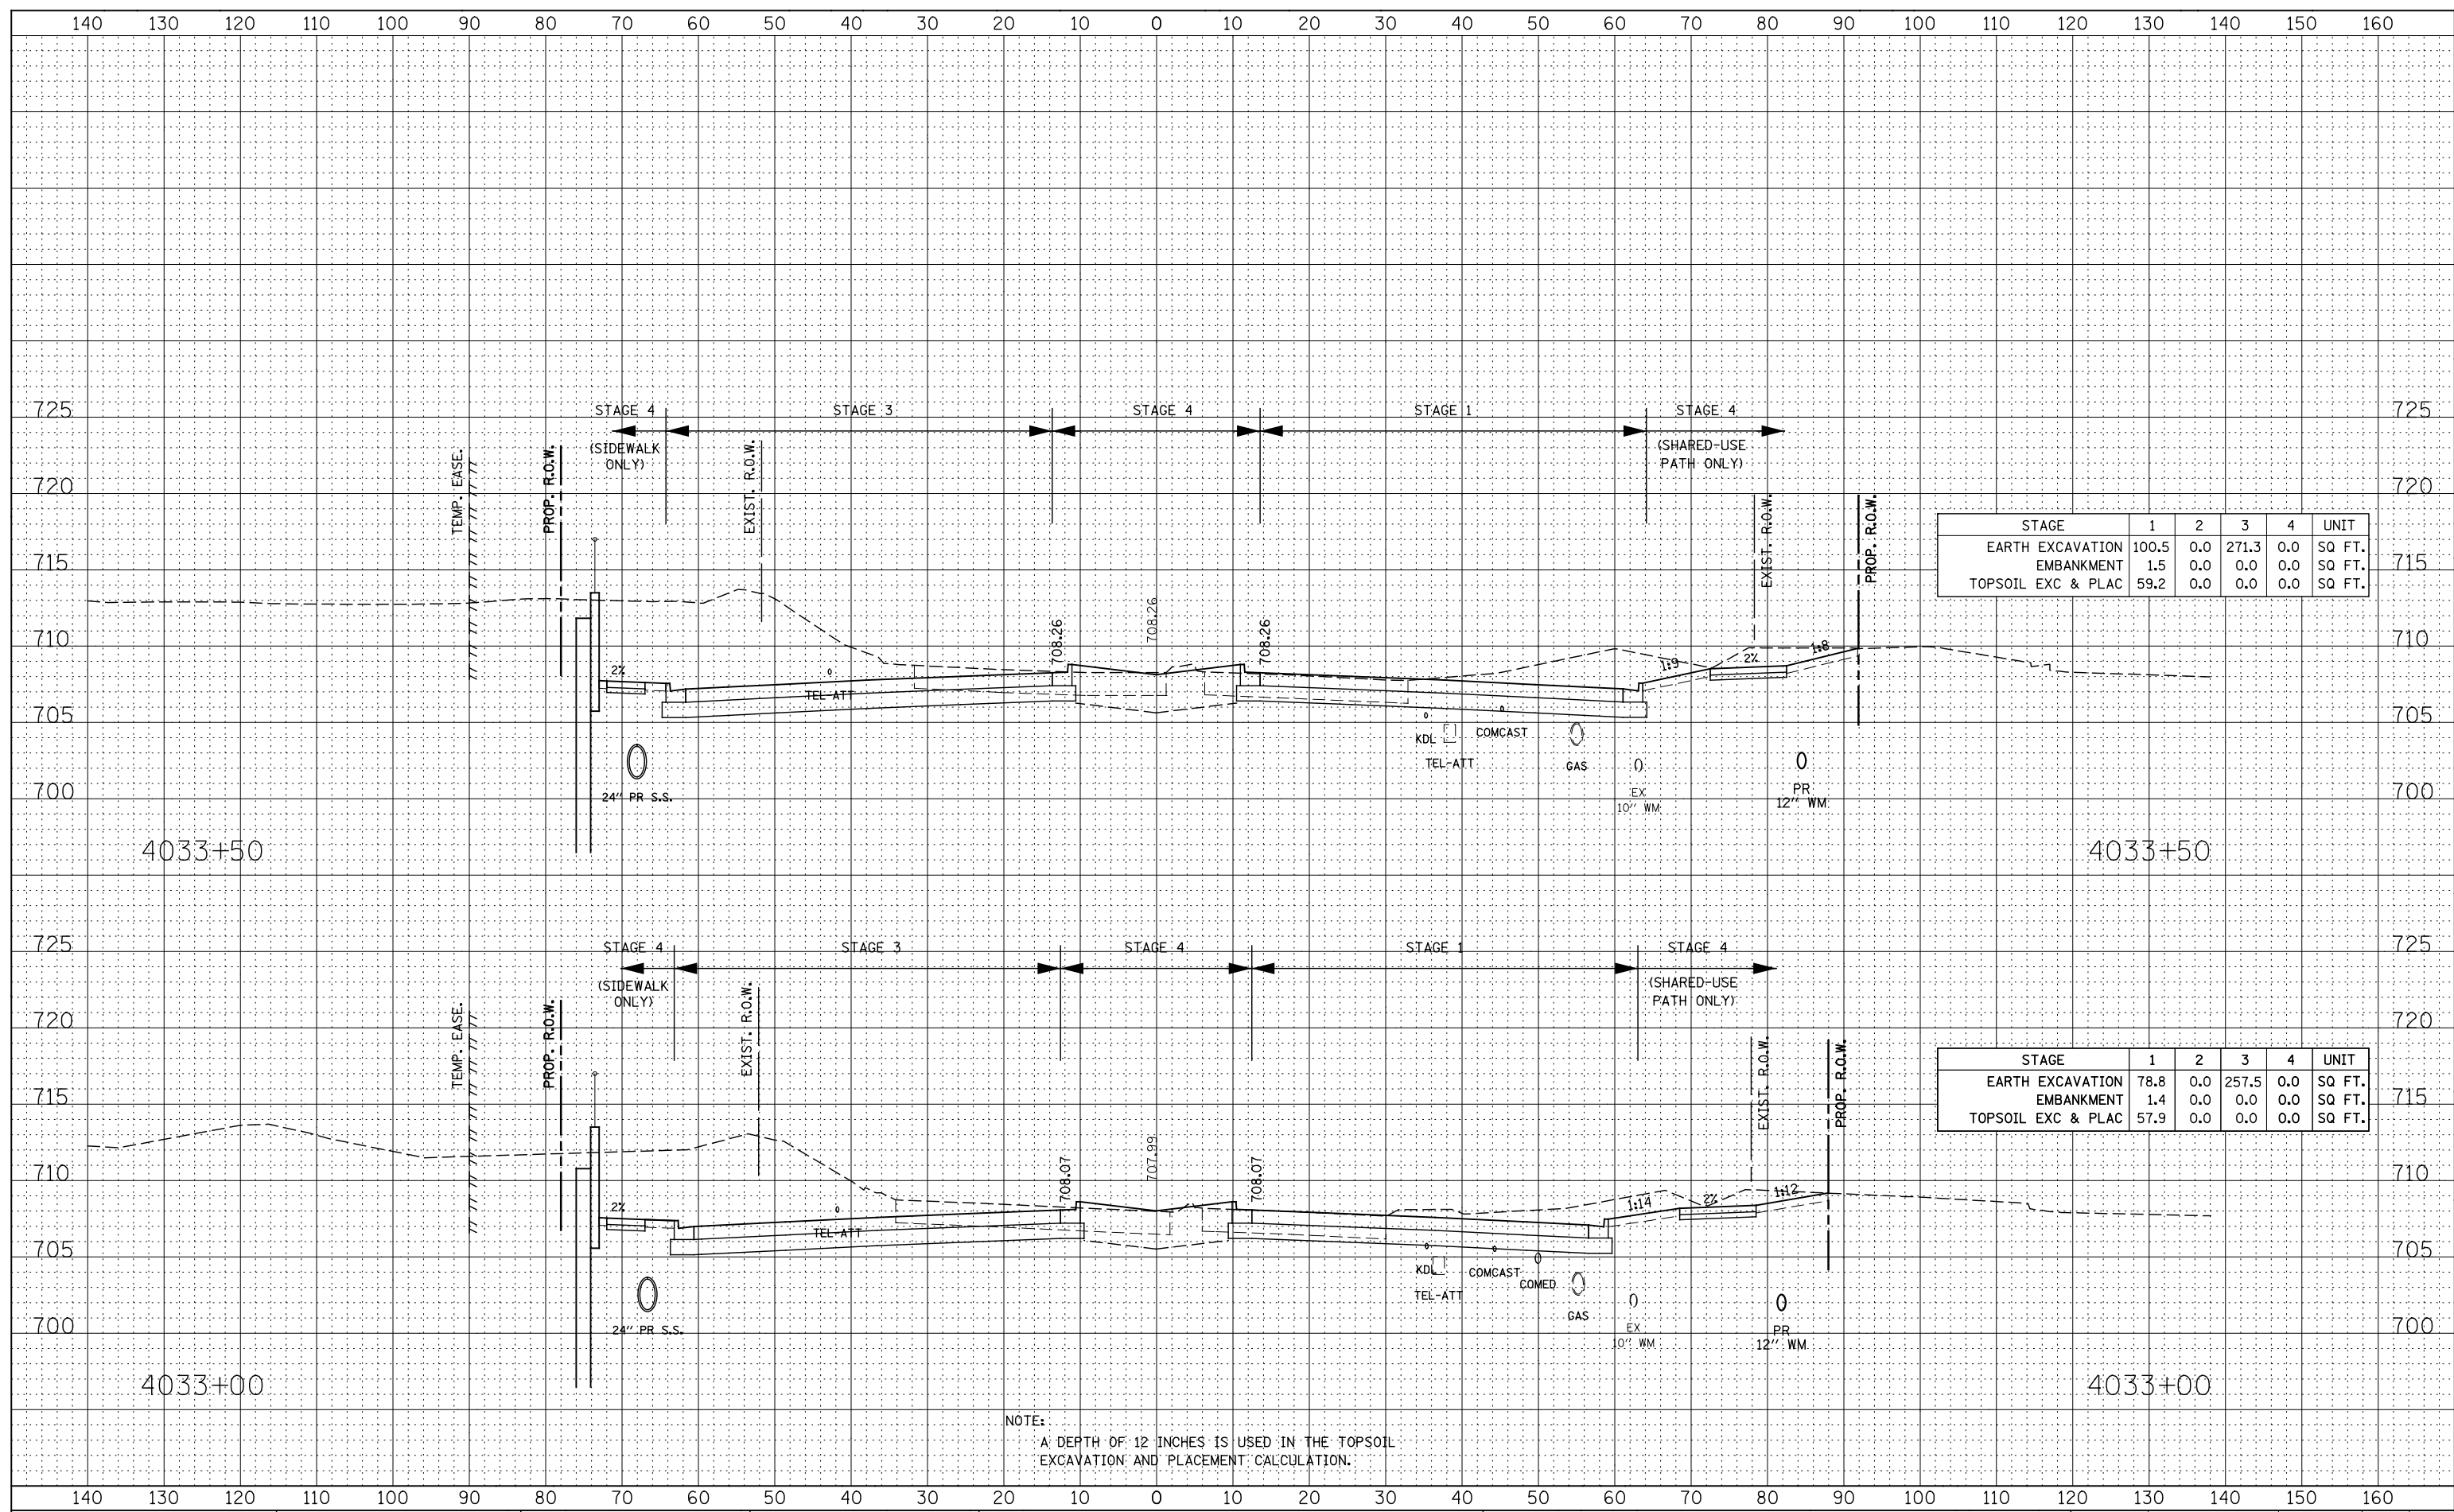 140 130 120 110 100 90 80 70 60 50 40 30 20 10 0 10 20 30 40 50 60 70 80 90 100 110 120 130 140 150 160
725 STAGE 4 STAGE 3 STAGE 4 STAGE 1 STAGE 4 725
(SIDEWALK
ONLY)
(SHARED-USE
PATH ONLY)
TEMP. EASE.
PROP. R.O.W.
EXIST. R.O.W.
EXIST. R.O.W.
PROP. R.O.W.
720 720
STAGE 1 2 3 4 UNIT
EARTH EXCAVATION 100.5 0.0 271.3 0.0 SQ FT.
EMBANKMENT 1.5 0.0 0.0 0.0 SQ FT.
TOPSOIL EXC & PLAC 59.2 0.0 0.0 0.0 SQ FT.
715 715
708.26
708.26
708.26
710 710
2%
1:9
2%
1:8
TEL-ATT
705 705
KDL
COMCAST
TEL-ATT
GAS
EX
10" WM
PR
12" WM
24" PR S.S.
700 700
4033+50 4033+50
725 STAGE 4 STAGE 3 STAGE 4 STAGE 1 STAGE 4 725
(SIDEWALK
ONLY)
(SHARED-USE
PATH ONLY)
TEMP. EASE.
PROP. R.O.W.
EXIST. R.O.W.
EXIST. R.O.W.
PROP. R.O.W.
720 720
STAGE 1 2 3 4 UNIT
EARTH EXCAVATION 78.8 0.0 257.5 0.0 SQ FT.
EMBANKMENT 1.4 0.0 0.0 0.0 SQ FT.
TOPSOIL EXC & PLAC 57.9 0.0 0.0 0.0 SQ FT.
715 715
708.07
707.99
708.07
710 710
2%
1:14
2%
1:12
TEL-ATT
705 705
KDL
COMCAST
COMED
TEL-ATT
GAS
EX
10" WM
PR
12" WM
24" PR S.S.
700 700
4033+00 4033+00
NOTE:
A DEPTH OF 12 INCHES IS USED IN THE TOPSOIL
EXCAVATION AND PLACEMENT CALCULATION.
140 130 120 110 100 90 80 70 60 50 40 30 20 10 0 10 20 30 40 50 60 70 80 90 100 110 120 130 140 150 160